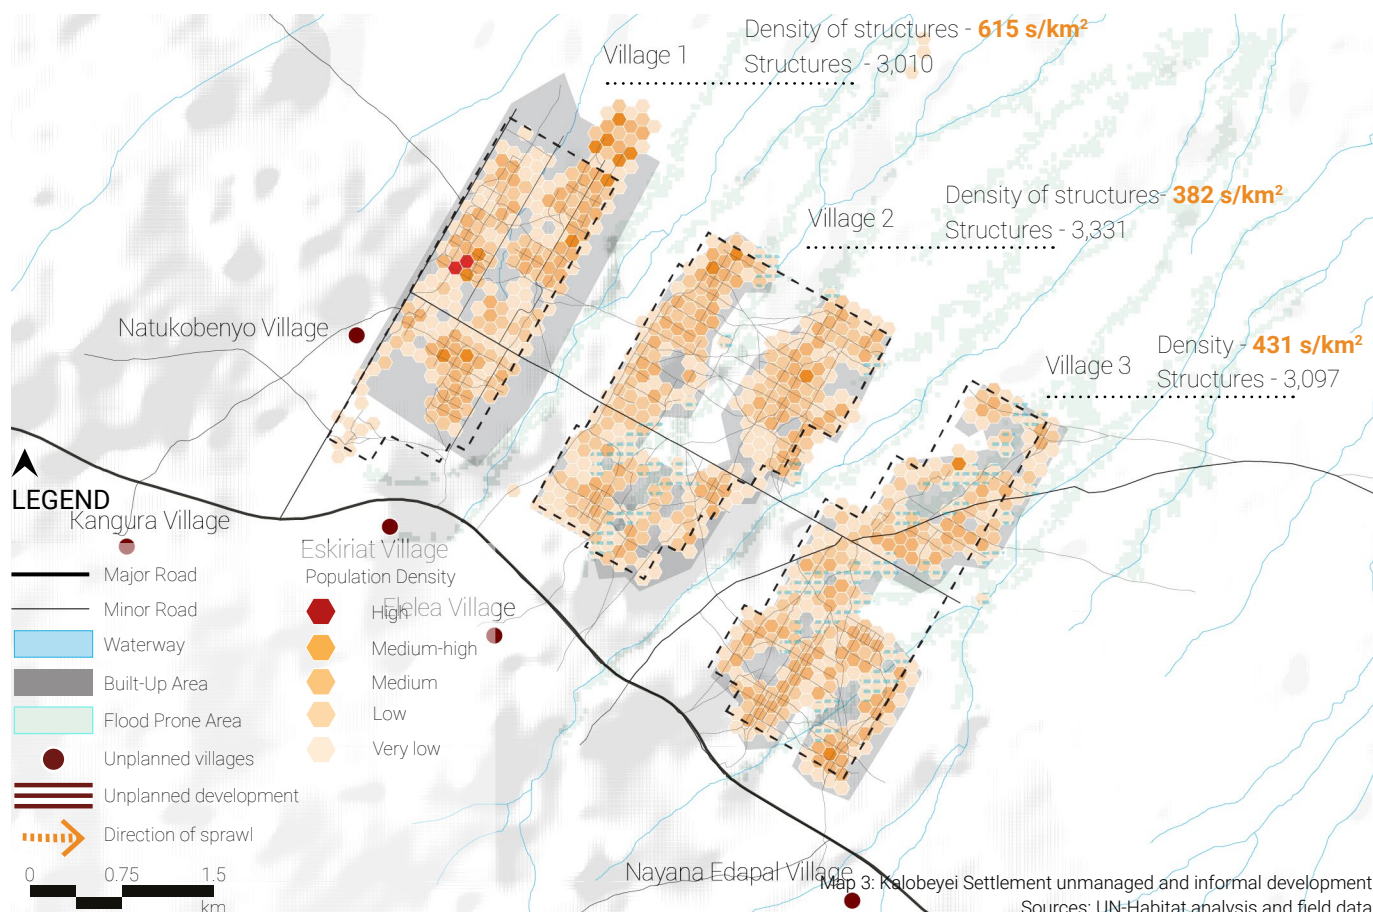 Density of structures - 615 s/km²
Village 1
Structures - 3,010
Density of structures- 382 s/km²
Village 2
Structures - 3,331
Density - 431 s/km²
Village 3
Structures - 3,097
Natukobenyo Village
LEGEND
Kangura Village
Eskiriat Village
Population Density
Major Road
Minor Road
High
Elelea Village
Waterway
Medium-high
Built-Up Area
Medium
Flood Prone Area
Low
Unplanned villages
Very low
Unplanned development
Direction of sprawl
0 0.75 1.5
km
Nayana Edapal Village
Map 3: Kalobeyei Settlement unmanaged and informal development
Sources: UN-Habitat analysis and field data